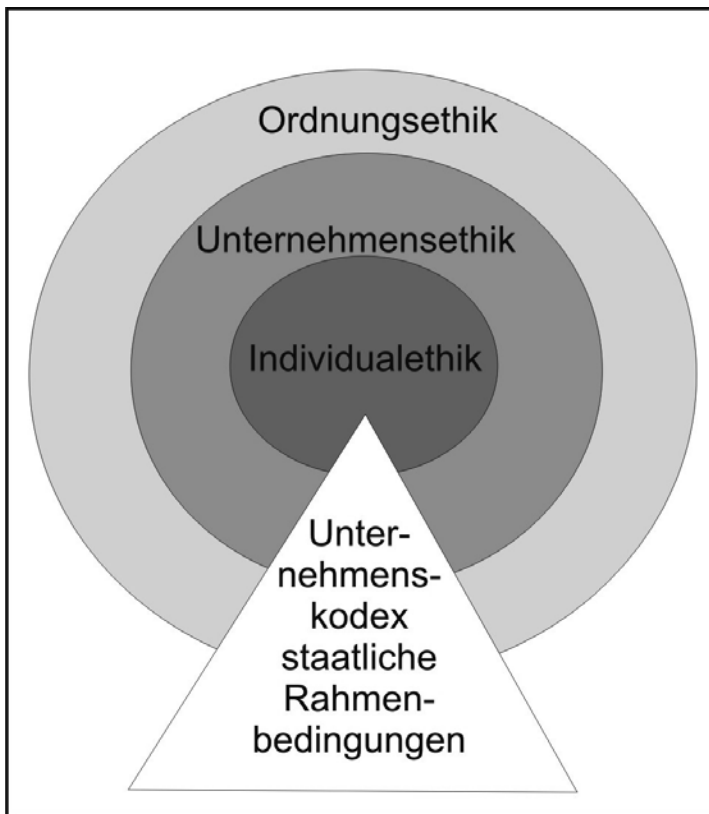 Ordnungsethik
Unternehmensethik
Individualethik
Unter-
nehmens-
kodex
staatliche
Rahmen-
bedingungen